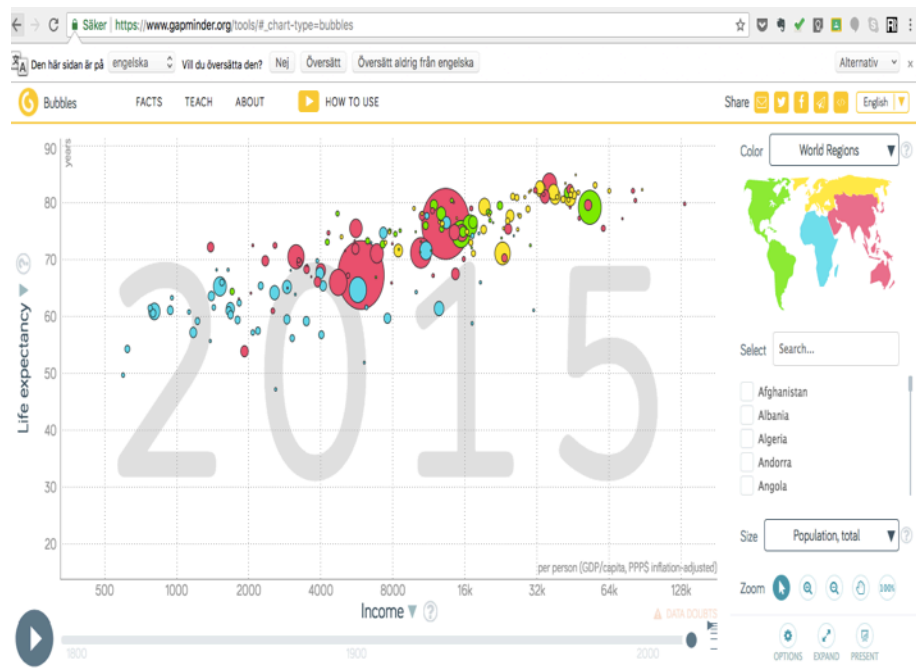 Säker | https://www.gapminder.org/tools/#_chart-type=bubbles
Den här sidan är på engelska Vill du översätta den? Nej Översätt Översätt aldrig från engelska Alternativ x
Bubbles FACTS TEACH ABOUT HOW TO USE Share English
90 years
80
70
60
50
40
30
20
Life expectancy ?
2015
per person (GDP/capita, PPP$ inflation-adjusted)
500 1000 2000 4000 8000 16k 32k 64k 128k
Income ? DATA DOUBTS
1800 1900 2000
Color World Regions ?
Select Search...
Afghanistan
Albania
Algeria
Andorra
Angola
Size Population, total ?
Zoom 100%
OPTIONS EXPAND PRESENT